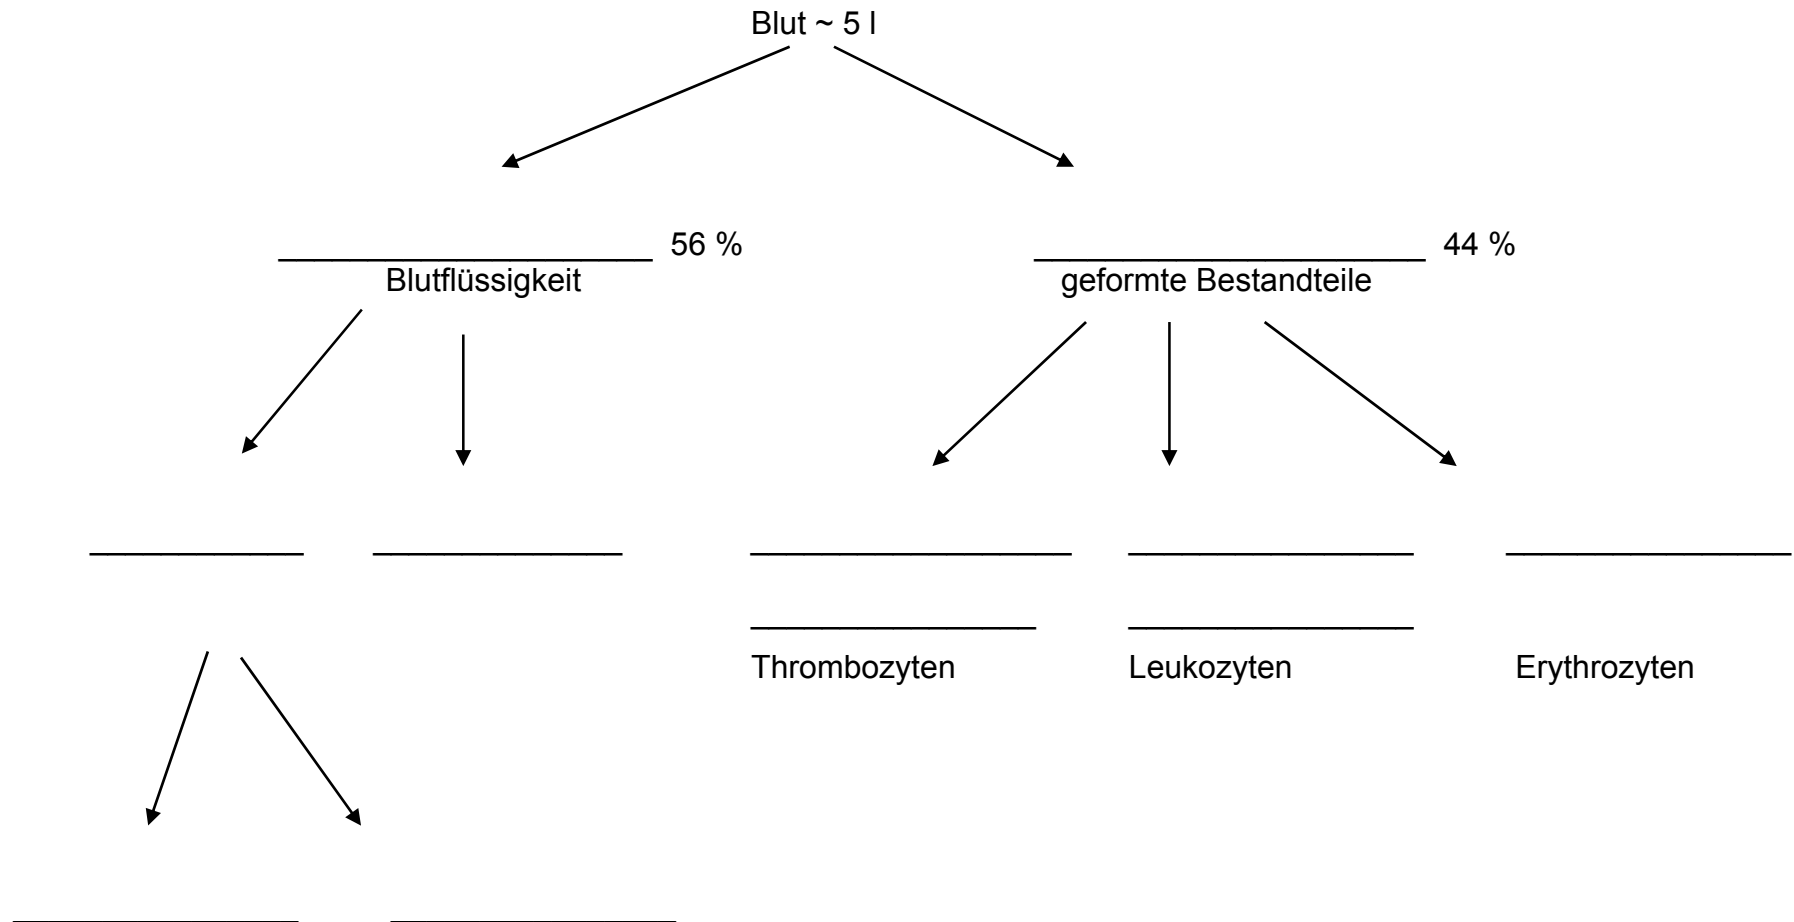 Blut ~ 5 l
56 %
44 %
Blutflüssigkeit
geformte Bestandteile
Thrombozyten
Leukozyten
Erythrozyten